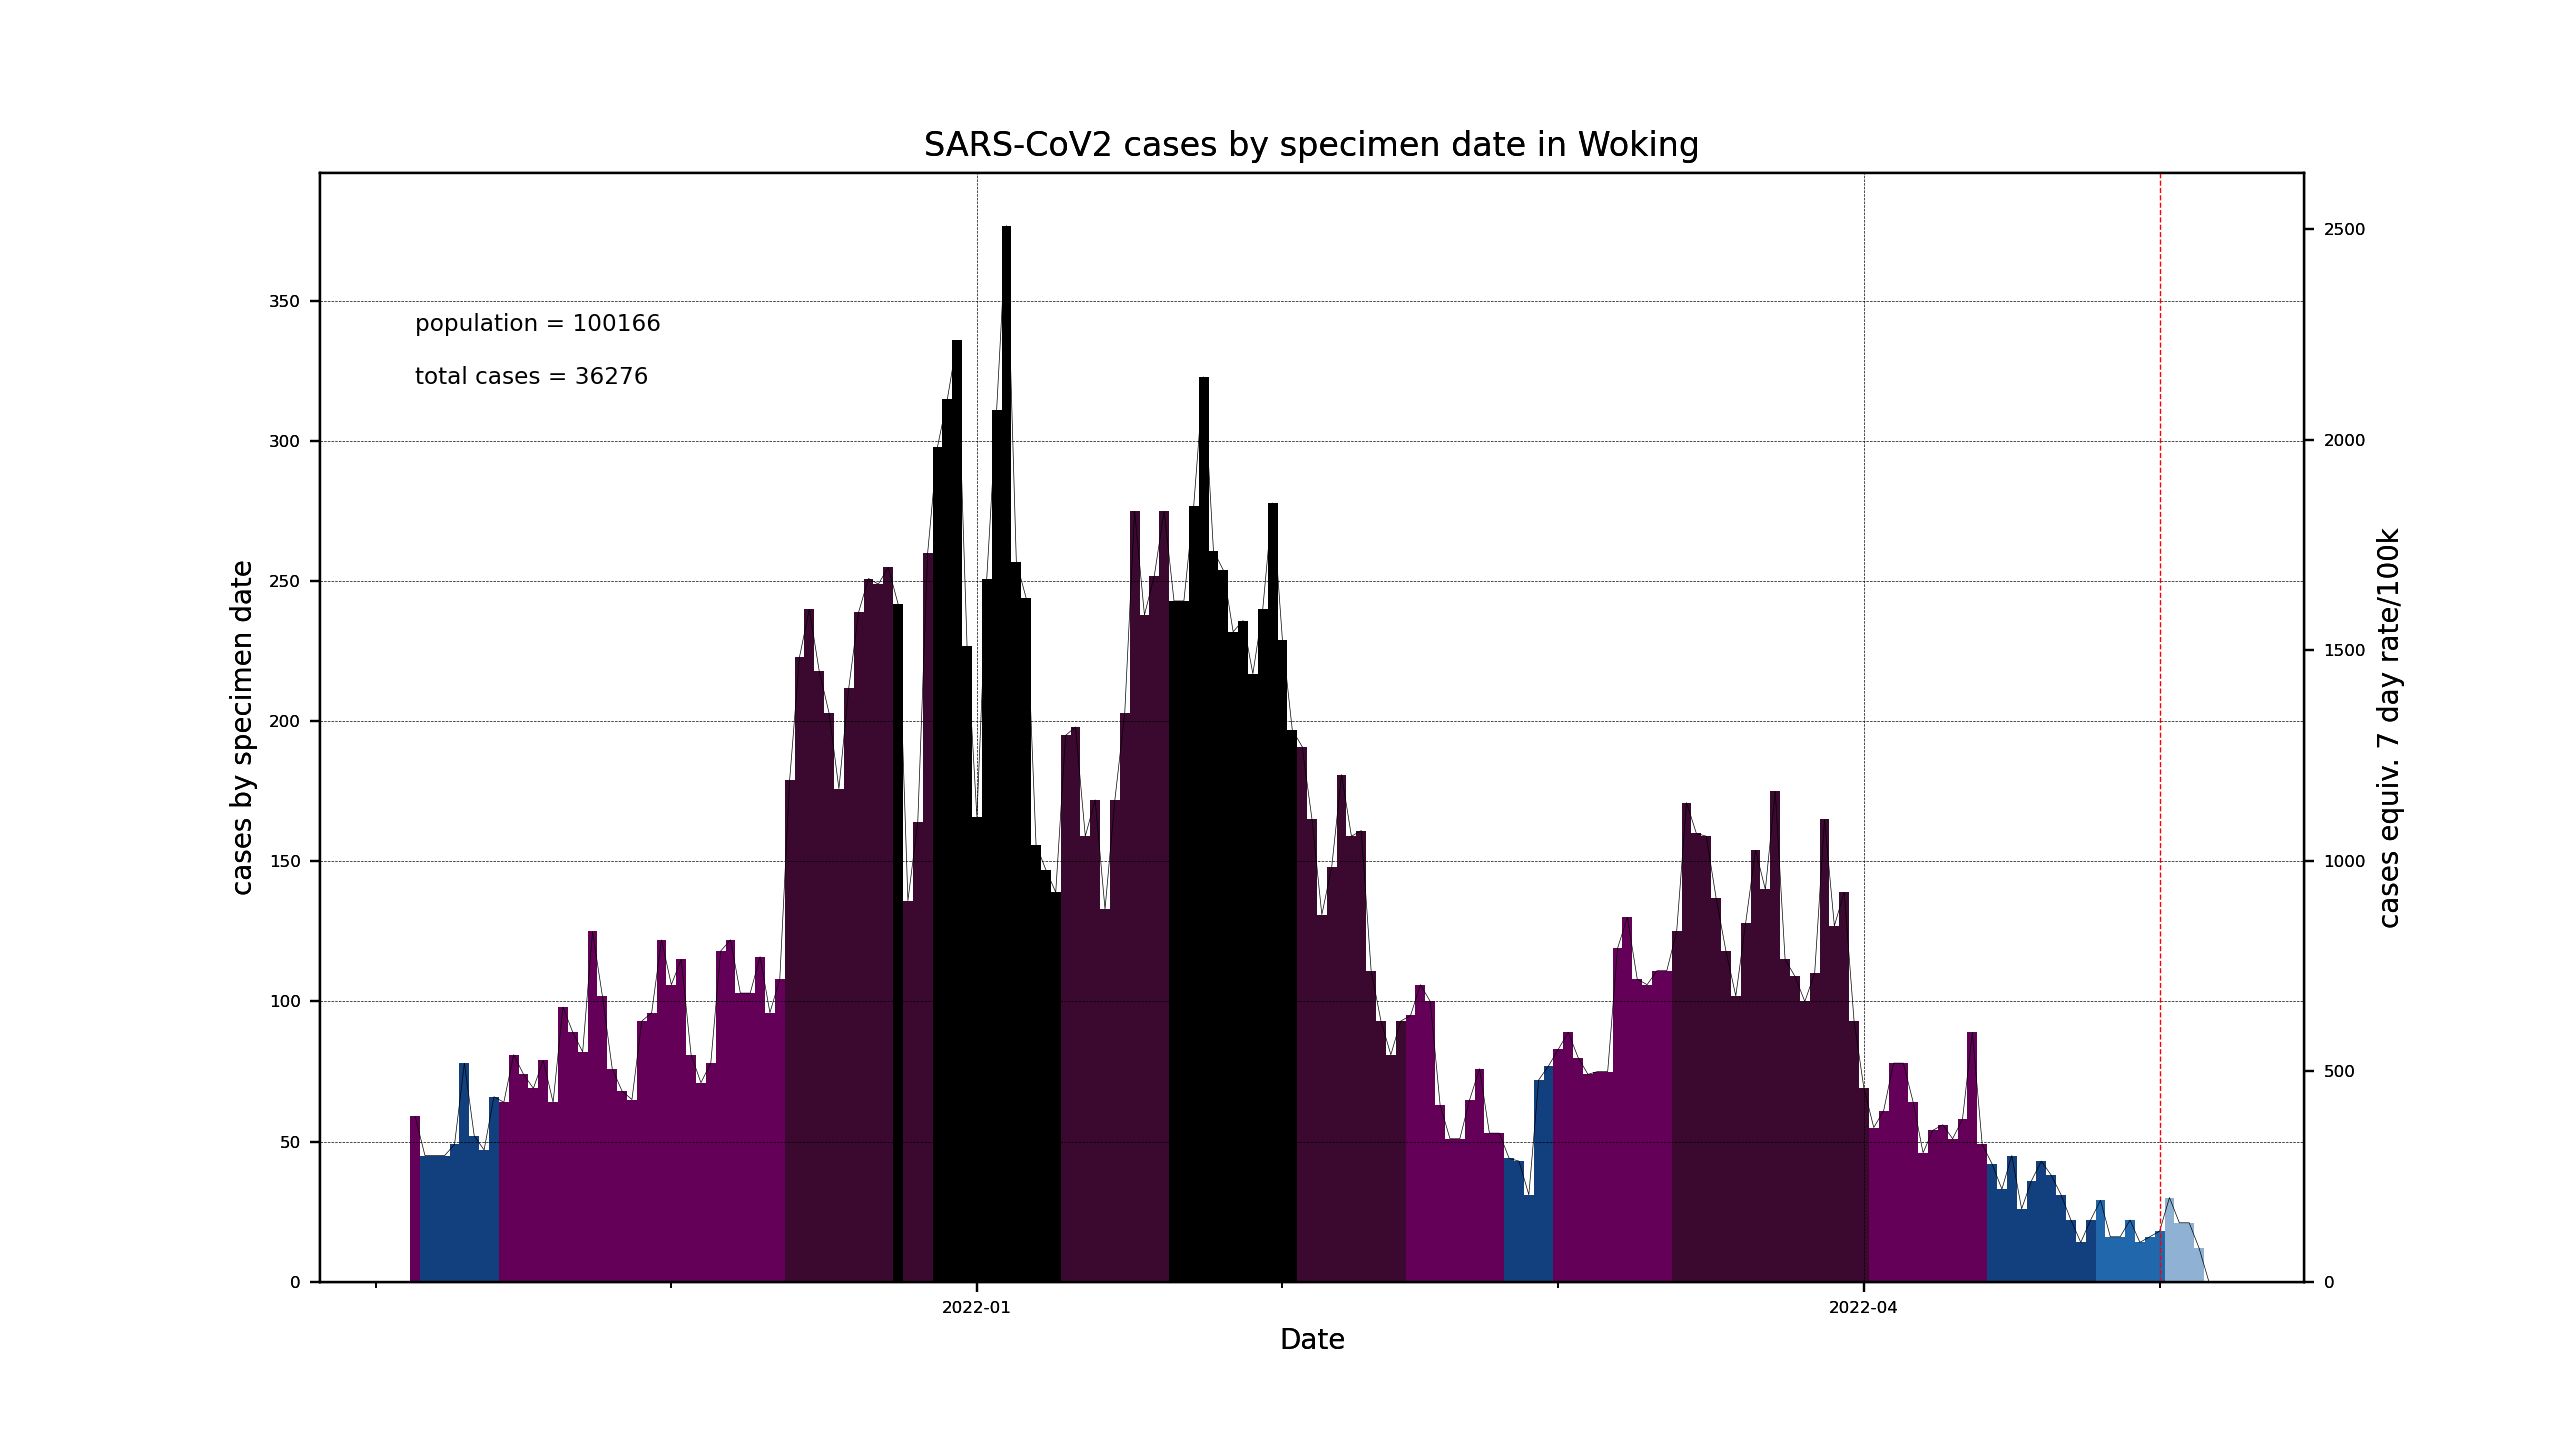 SARS-CoV2 cases by specimen date in Woking
population = 100166
total cases = 36276
cases by specimen date
350
300
250
200
150
100
50
0
2500
2000
1500
1000
500
0
cases equiv. 7 day rate/100k
2022-01
2022-04
Date